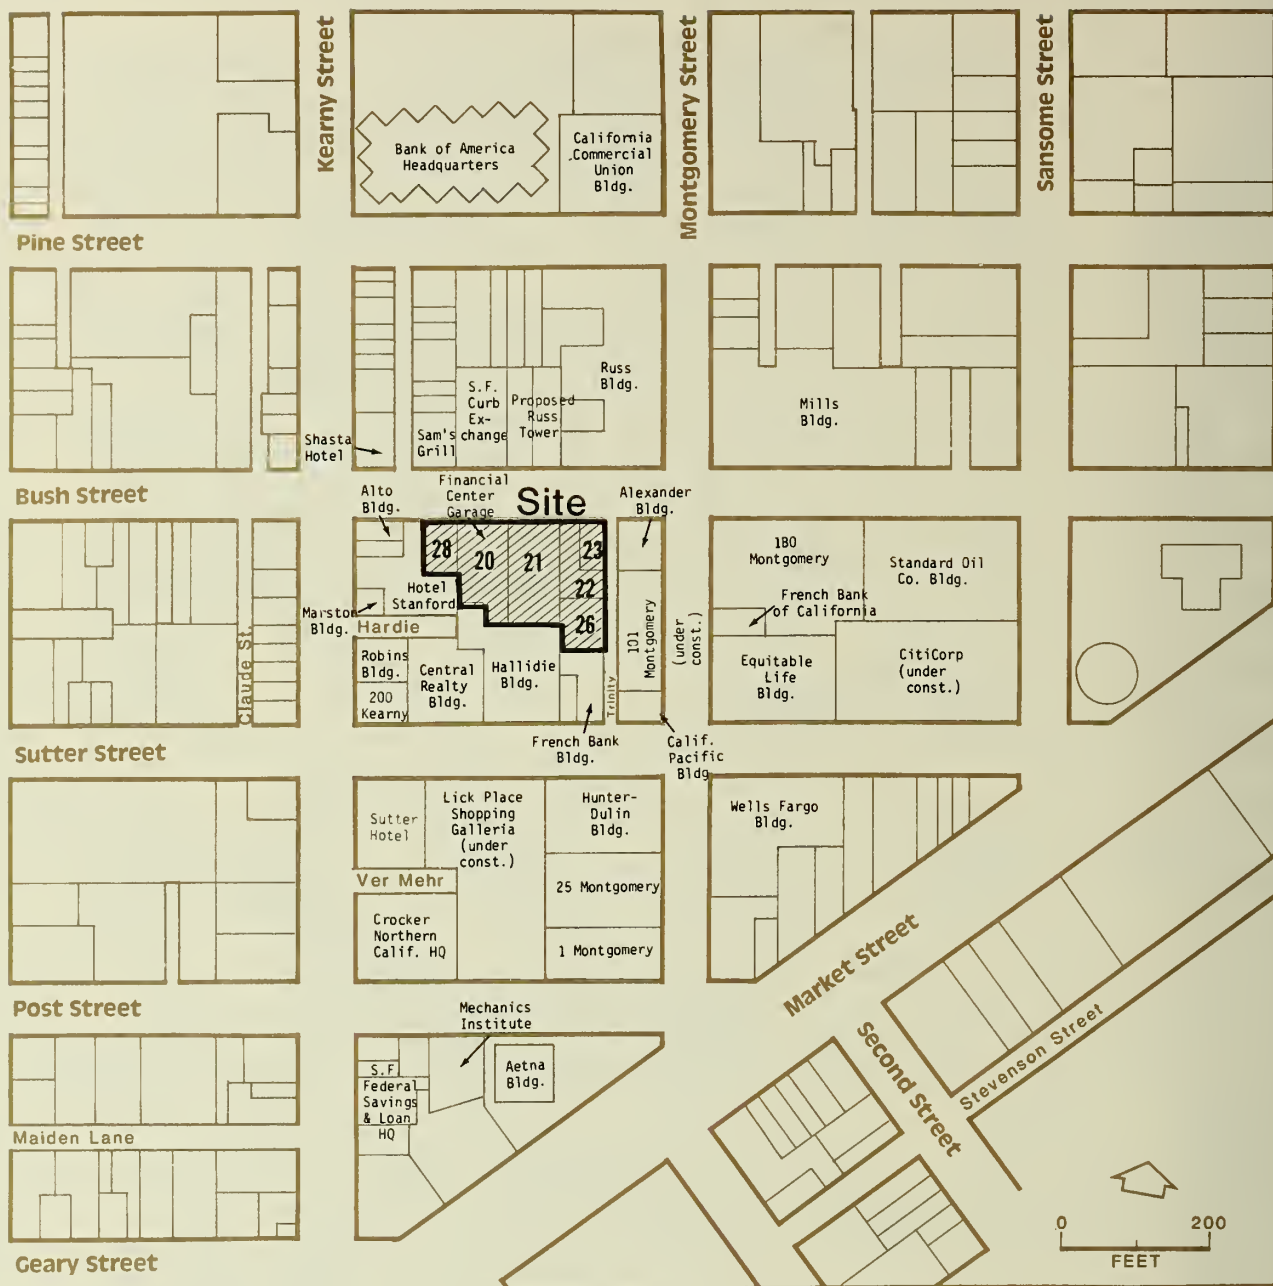 Kearny Street
Montgomery Street
Sansome Street
Bank of America
Headquarters
California
Commercial
Union
Bldg.
Pine Street
Shasta
Hotel
Sam's
Grill
S.F.
Curb
Ex-
change
Proposed
Russ
Tower
Russ
Bldg.
Mills
Bldg.
Bush Street
Alto
Bldg.
Financial
Center
Garage
Site
Alexander
Bldg.
28
20
21
23
22
26
Hotel
Stanford
Marston
Bldg.
Hardie
Robins
Bldg.
200
Kearny
Central
Realty
Bldg.
Hallidie
Bldg.
Trinity
101
Montgomery
(under
const.)
180
Montgomery
Standard Oil
Co. Bldg.
French Bank
of California
Equitable
Life
Bldg.
CitiCorp
(under
const.)
Claude St.
French Bank
Bldg.
Calif.
Pacific
Bldg
Sutter Street
Sutter
Hotel
Lick Place
Shopping
Galleria
(under
const.)
Hunter-
Dulin
Bldg.
Wells Fargo
Bldg.
Ver Mehr
25 Montgomery
Crocker
Northern
Calif. HQ
1 Montgomery
Market Street
Post Street
Mechanics
Institute
Second Street
Stevenson Street
S.F.
Federal
Savings
& Loan
HQ
Aetna
Bldg.
Maiden Lane
0 200
FEET
Geary Street